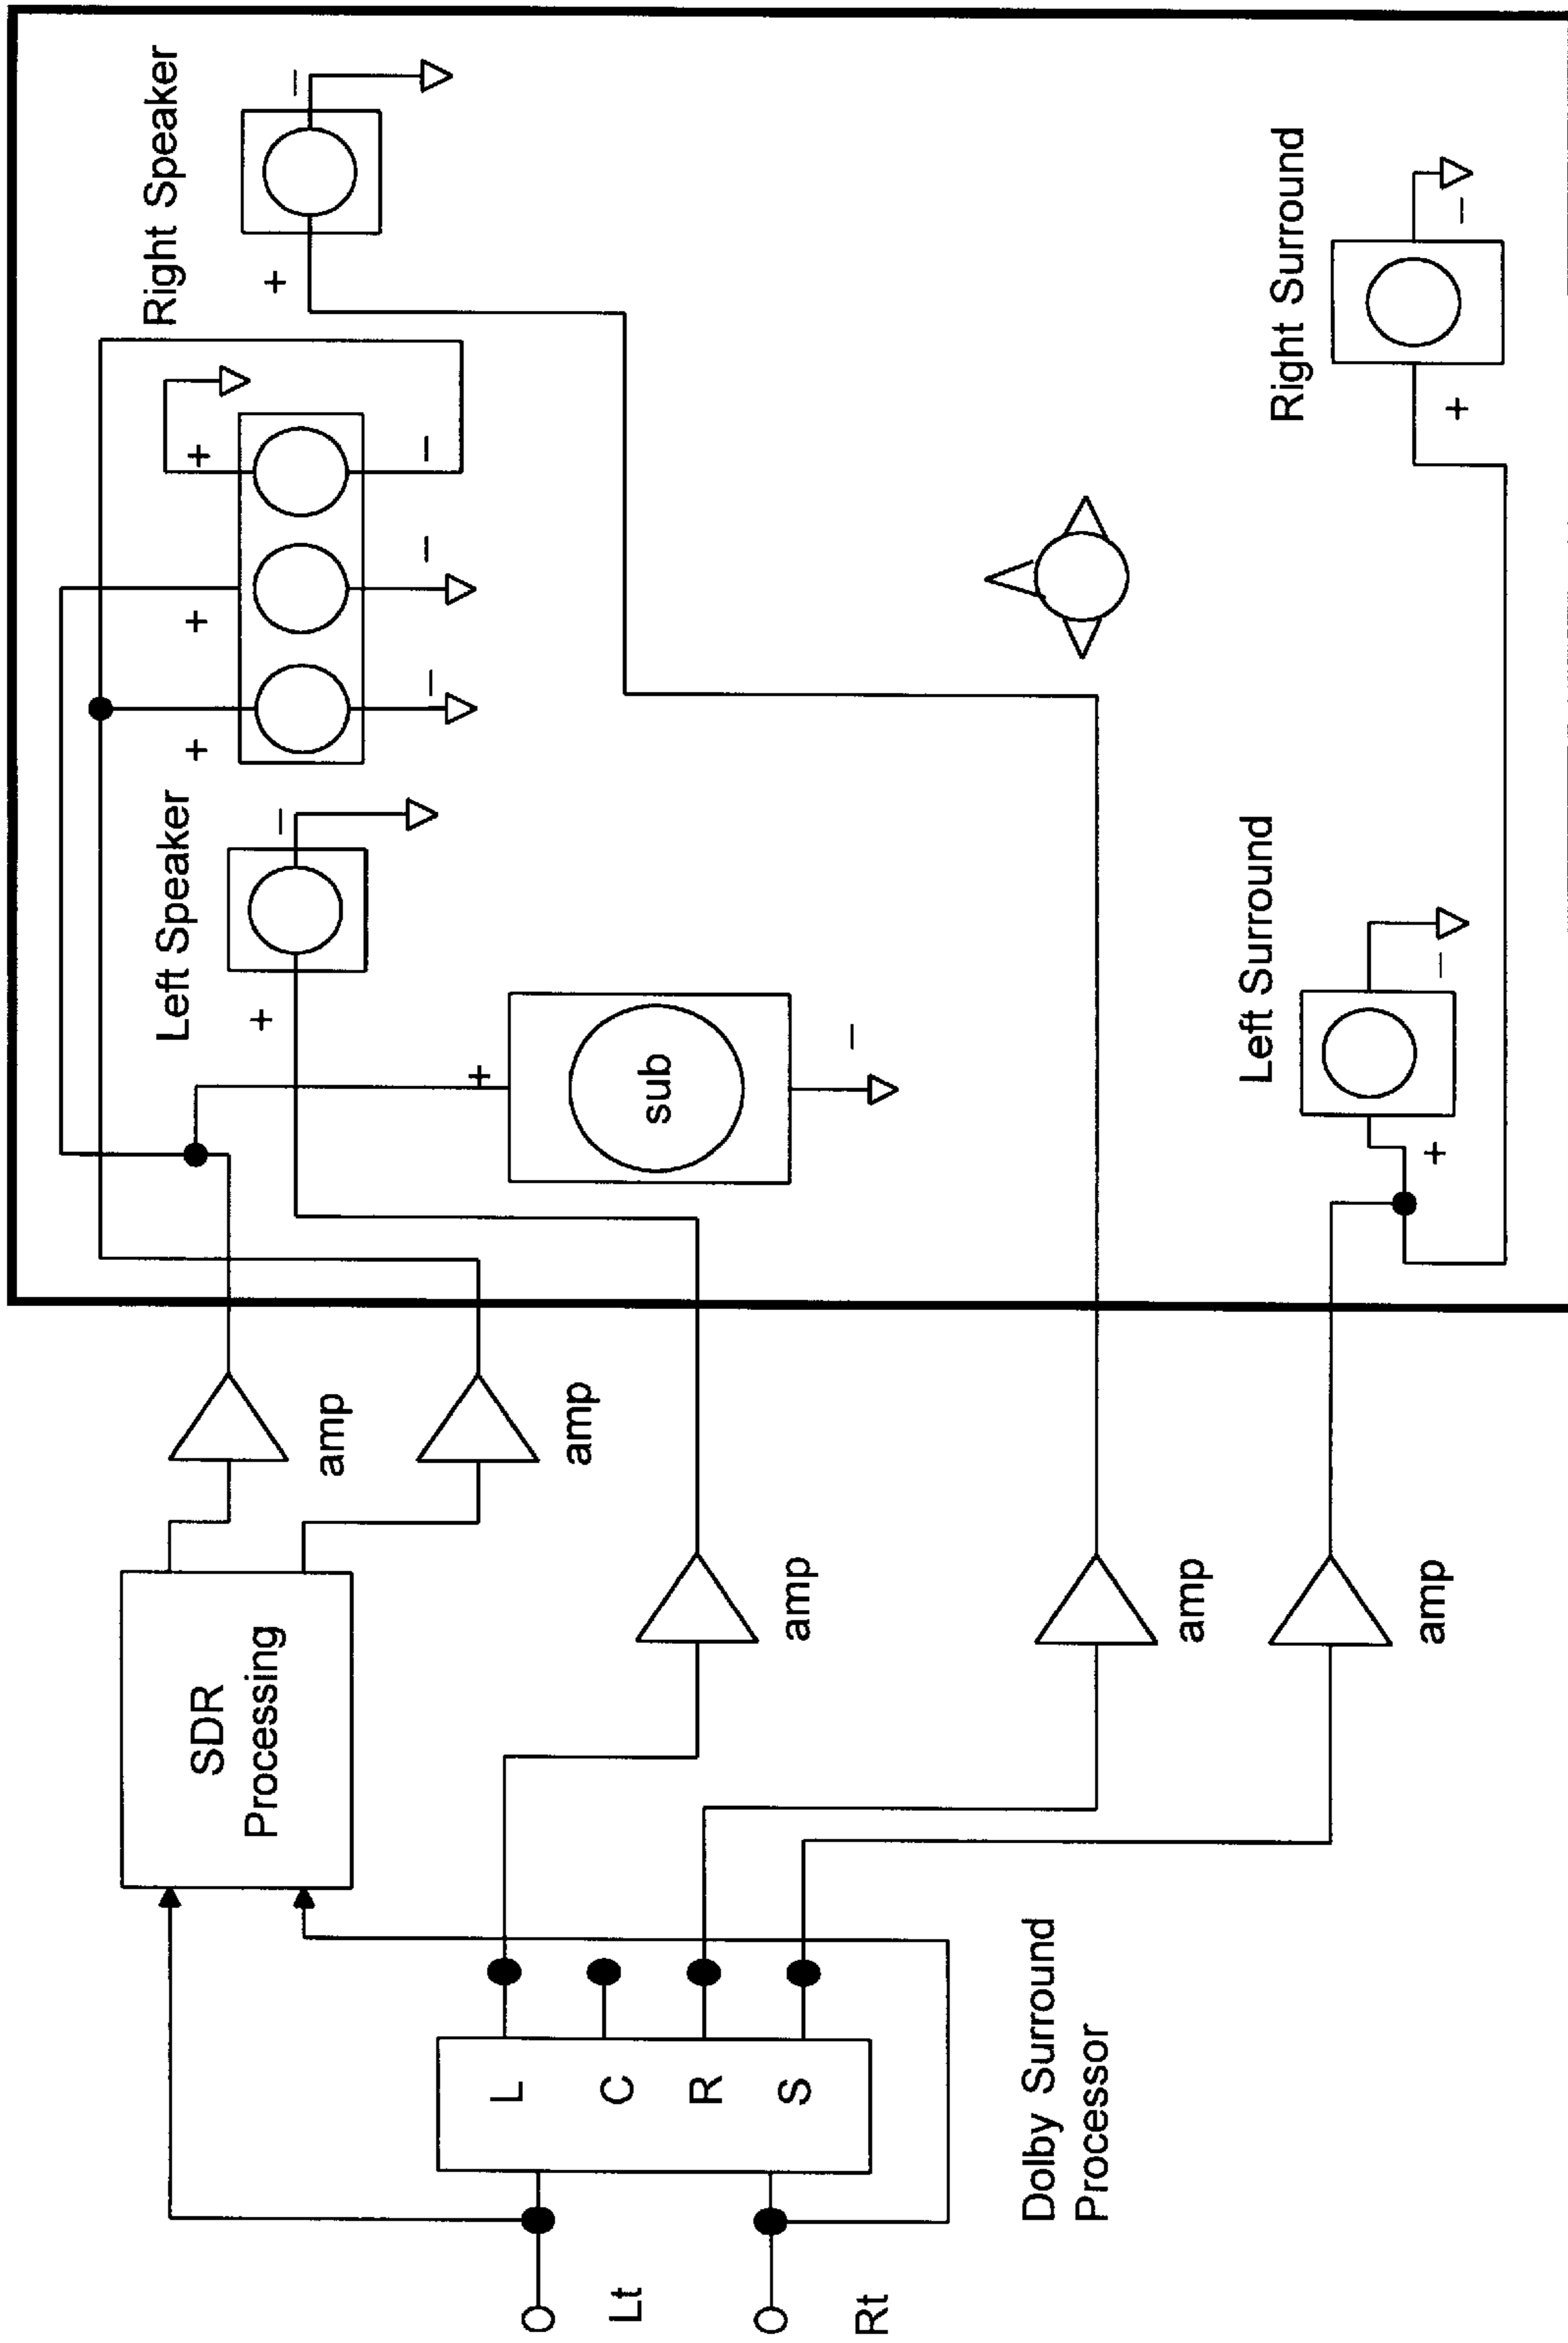 SDR
Processing
amp
amp
amp
amp
amp
Lt
Rt
L
C
R
S
Dolby Surround
Processor
Left Speaker
+
−
Right Speaker
+
−
+
+
+
−
−
−
sub
+
−
Left Surround
+
−
Right Surround
+
−